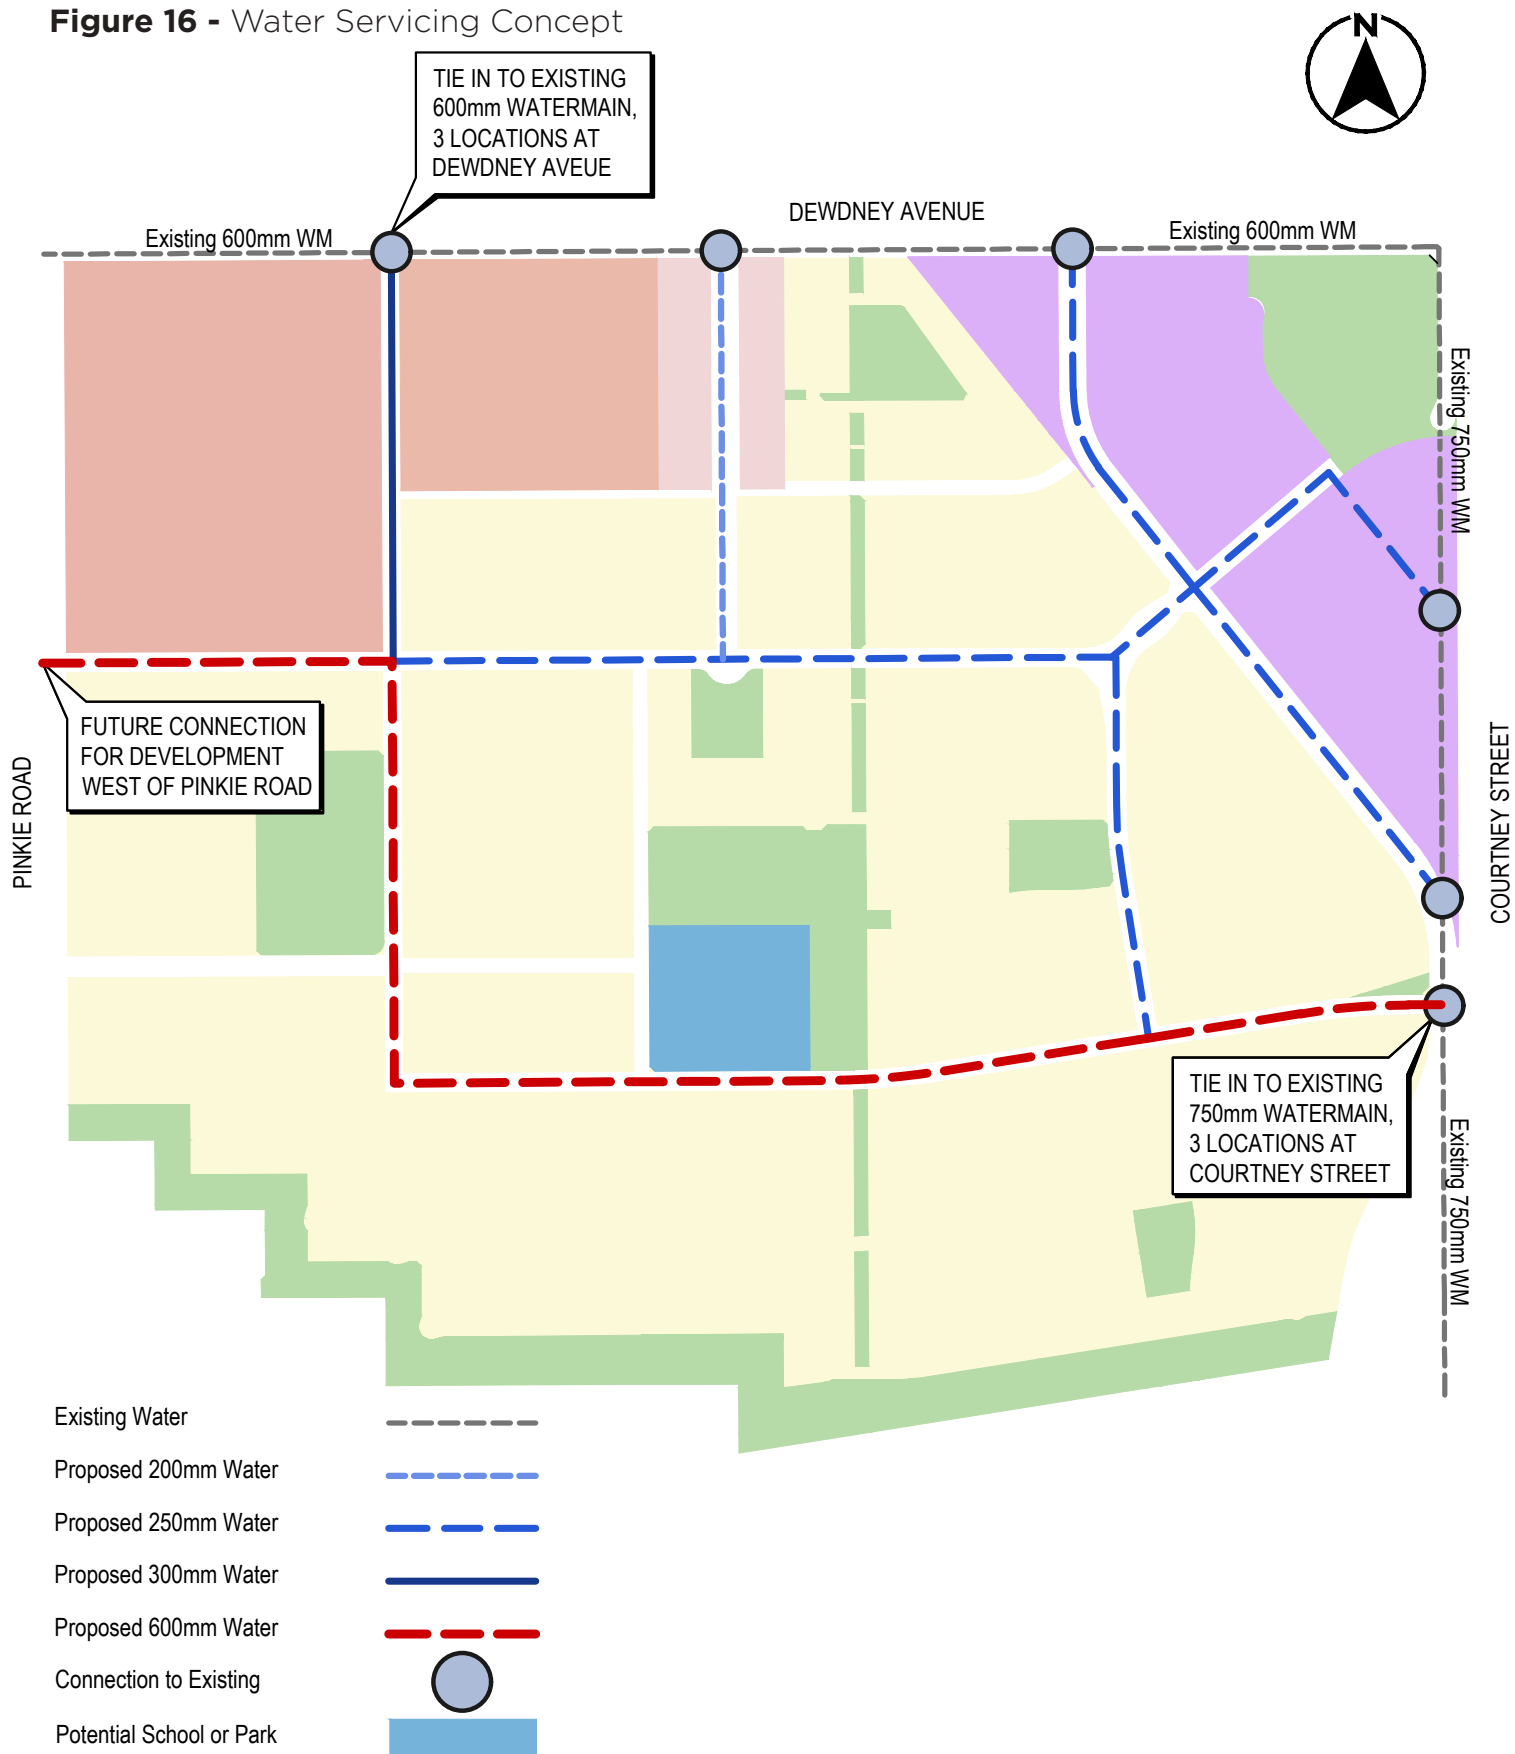 Figure 16 - Water Servicing Concept
N
TIE IN TO EXISTING
600mm WATERMAIN,
3 LOCATIONS AT
DEWDNEY AVEUE
DEWDNEY AVENUE
Existing 600mm WM
Existing 600mm WM
Existing 750mm WM
FUTURE CONNECTION
FOR DEVELOPMENT
WEST OF PINKIE ROAD
PINKIE ROAD
COURTNEY STREET
TIE IN TO EXISTING
750mm WATERMAIN,
3 LOCATIONS AT
COURTNEY STREET
Existing 750mm WM
Existing Water
Proposed 200mm Water
Proposed 250mm Water
Proposed 300mm Water
Proposed 600mm Water
Connection to Existing
Potential School or Park